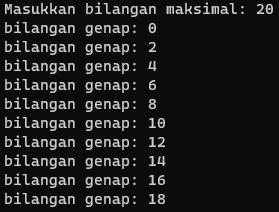 Masukkan bilangan maksimal: 20
bilangan genap: 0
bilangan genap: 2
bilangan genap: 4
bilangan genap: 6
bilangan genap: 8
bilangan genap: 10
bilangan genap: 12
bilangan genap: 14
bilangan genap: 16
bilangan genap: 18